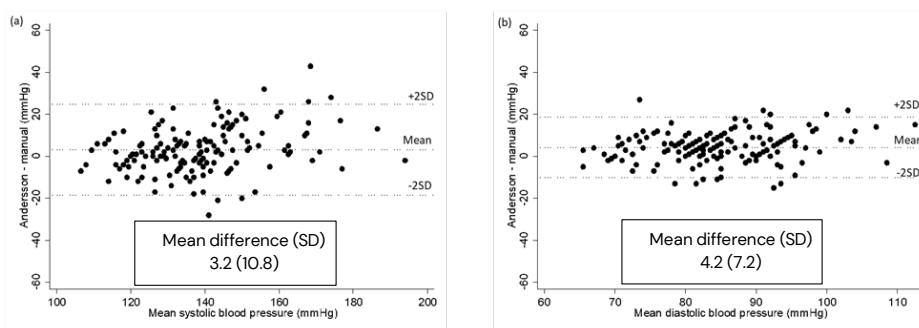 (a)
60
40
20
0
-20
-40
-60
Andersson - manual (mmHg)
+2SD
Mean
-2SD
Mean difference (SD)
3.2 (10.8)
100 120 140 160 180 200
Mean systolic blood pressure (mmHg)
(b)
60
40
20
0
-20
-40
-60
Andersson - manual (mmHg)
+2SD
Mean
-2SD
Mean difference (SD)
4.2 (7.2)
60 70 80 90 100 110
Mean diastolic blood pressure (mmHg)